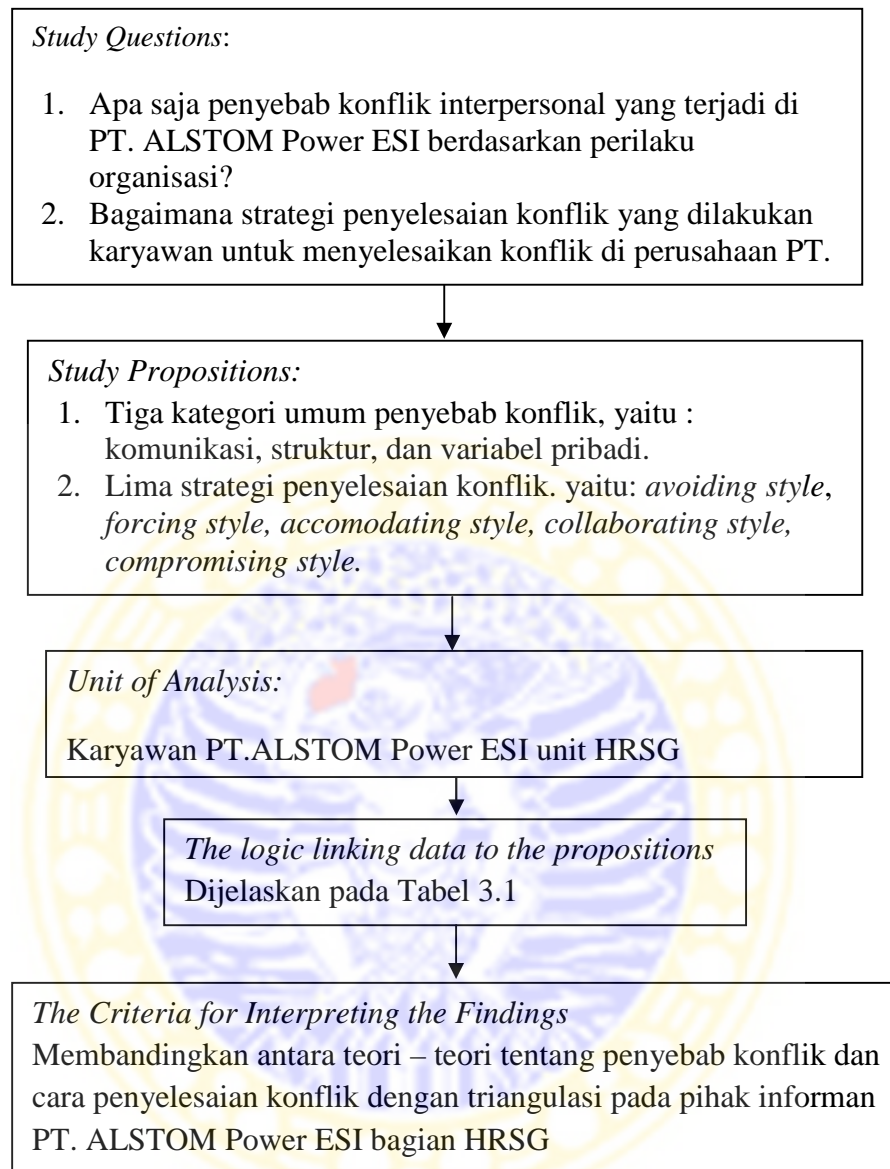 Study Questions:
1. Apa saja penyebab konflik interpersonal yang terjadi di
PT. ALSTOM Power ESI berdasarkan perilaku
organisasi?
2. Bagaimana strategi penyelesaian konflik yang dilakukan
karyawan untuk menyelesaikan konflik di perusahaan PT.
Study Propositions:
1. Tiga kategori umum penyebab konflik, yaitu :
komunikasi, struktur, dan variabel pribadi.
2. Lima strategi penyelesaian konflik. yaitu: avoiding style,
forcing style, accomodating style, collaborating style,
compromising style.
Unit of Analysis:
Karyawan PT.ALSTOM Power ESI unit HRSG
The logic linking data to the propositions
Dijelaskan pada Tabel 3.1
The Criteria for Interpreting the Findings
Membandingkan antara teori – teori tentang penyebab konflik dan
cara penyelesaian konflik dengan triangulasi pada pihak informan
PT. ALSTOM Power ESI bagian HRSG